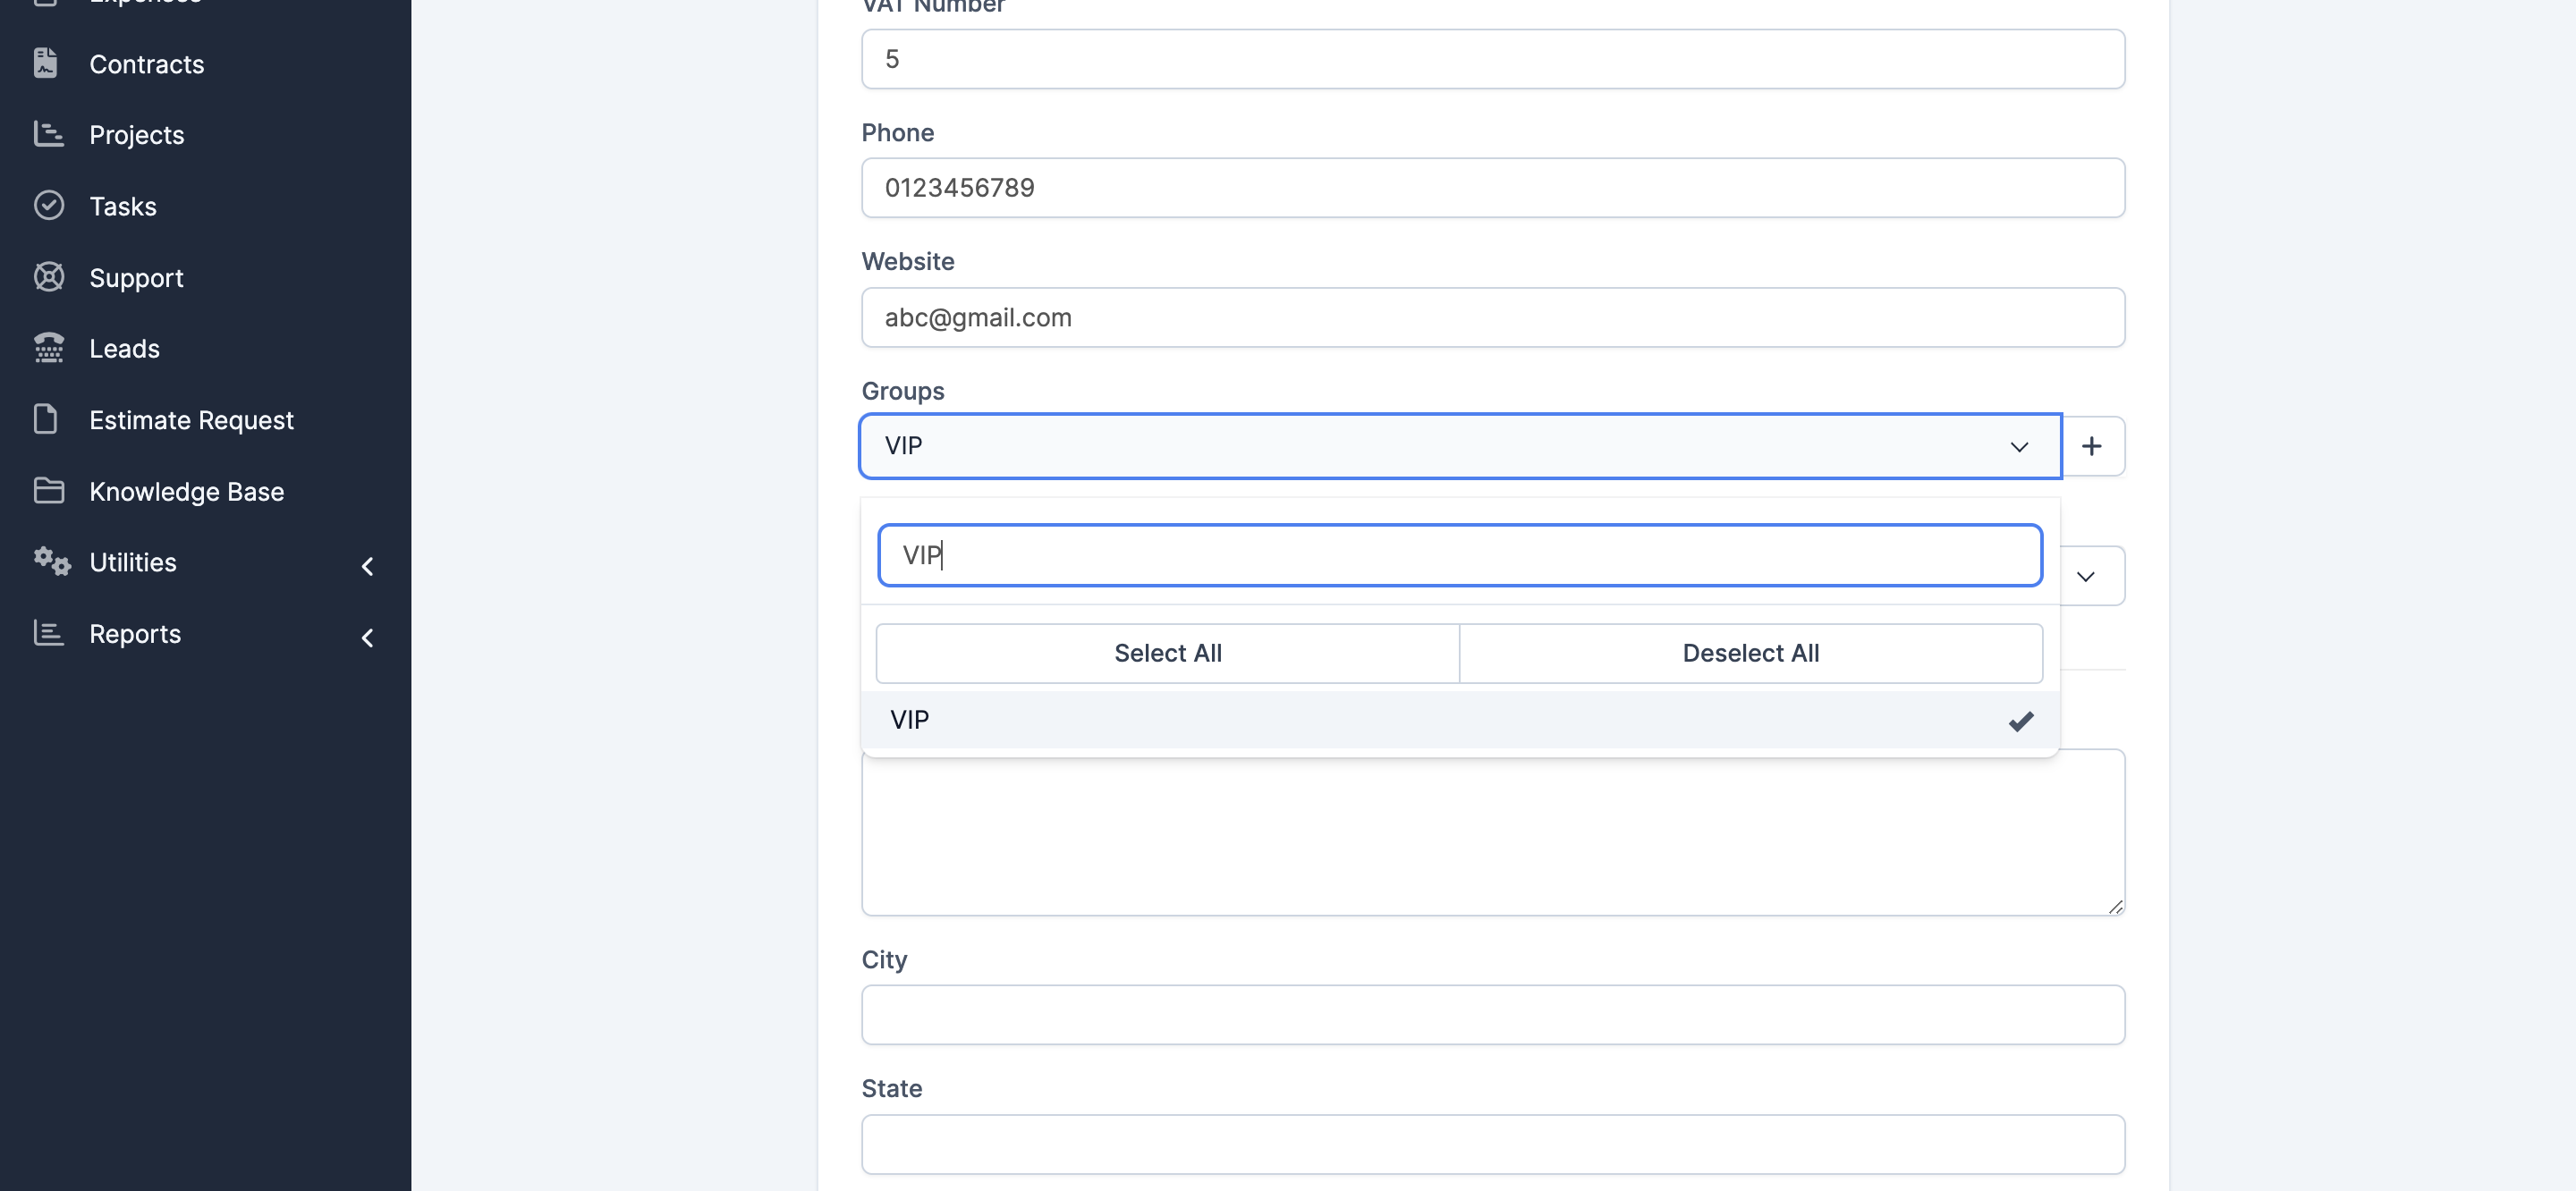 Expenses
Contracts
Projects
Tasks
Support
Leads
Estimate Request
Knowledge Base
Utilities
Reports
VAT Number
5
Phone
0123456789
Website
abc@gmail.com
Groups
VIP
VIP
Select All
Deselect All
VIP
City
State